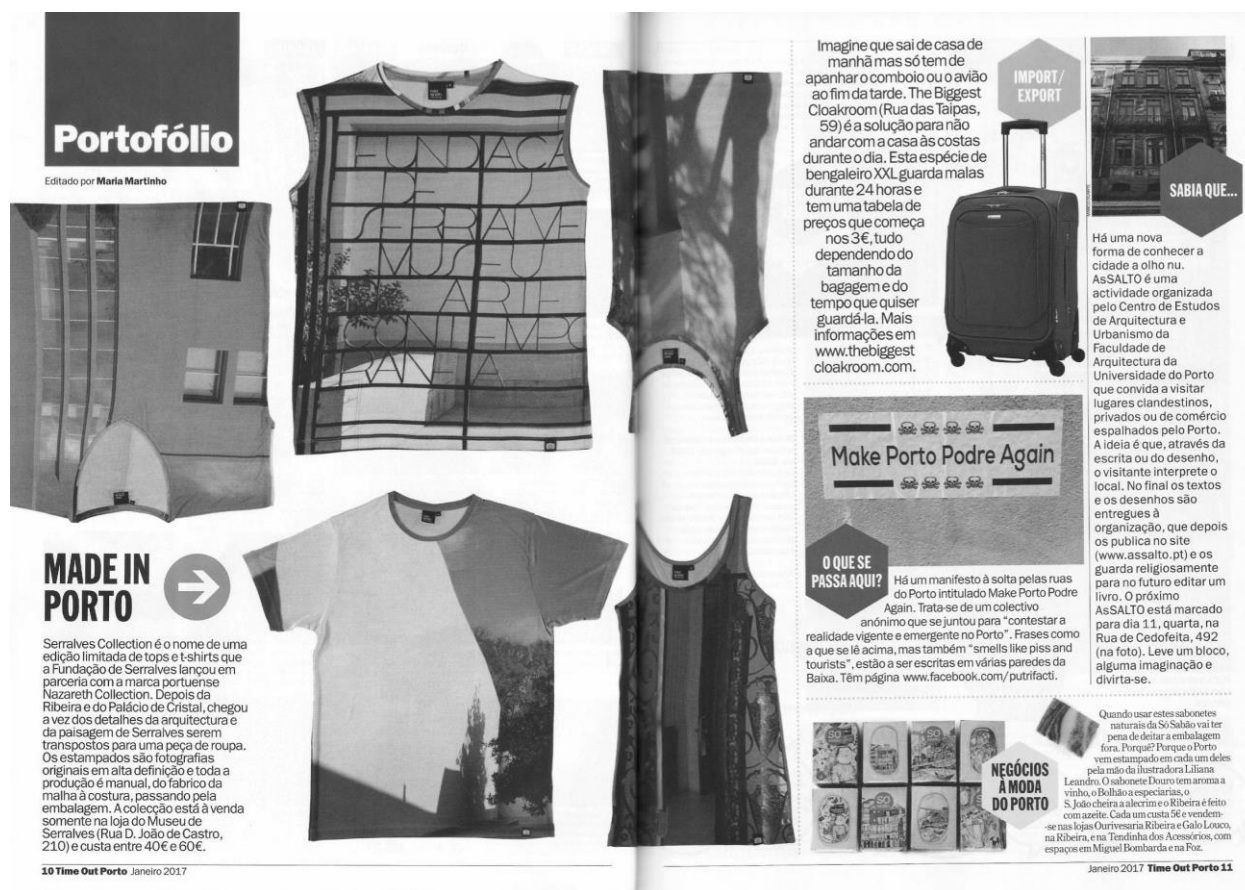 Portofólio
Editado por Maria Martinho
FUNDAÇA
DE
SERRALVE
MUSEU
ARTE
CONTEMPO
RANEA
MADE IN
PORTO
Serralves Collection é o nome de uma
edição limitada de tops e t-shirts que
a Fundação de Serralves lançou em
parceria com a marca portuense
Nazareth Collection. Depois da
Ribeira e do Palácio de Cristal, chegou
a vez dos detalhes da arquitectura e
da paisagem de Serralves serem
transpostos para uma peça de roupa.
Os estampados são fotografias
originais em alta definição e toda a
produção é manual, do fabrico da
malha à costura, passando pela
embalagem. A colecção está à venda
somente na loja do Museu de
Serralves (Rua D. João de Castro,
210) e custa entre 40€ e 60€.
10 Time Out Porto Janeiro 2017
Imagine que sai de casa de
manhã mas só tem de
apanhar o comboio ou o avião
ao fim da tarde. The Biggest
Cloakroom (Rua das Taipas,
59) é a solução para não
andar com a casa às costas
durante o dia. Esta espécie de
bengaleiro XXL guarda malas
durante 24 horas e
tem uma tabela de
preços que começa
nos 3€, tudo
dependendo do
tamanho da
bagagem e do
tempo que quiser
guardá-la. Mais
informações em
www.thebiggest
cloakroom.com.
IMPORT/
EXPORT
Make Porto Podre Again
O QUE SE
PASSA AQUI?
Há um manifesto à solta pelas ruas
do Porto intitulado Make Porto Podre
Again. Trata-se de um colectivo
anónimo que se juntou para “contestar a
realidade vigente e emergente no Porto”. Frases como
a que se lê acima, mas também “smells like piss and
tourists”, estão a ser escritas em várias paredes da
Baixa. Têm página www.facebook.com/putrifacti.
SABIA QUE...
Há uma nova
forma de conhecer a
cidade a olho nu.
AsSALTO é uma
actividade organizada
pelo Centro de Estudos
de Arquitectura e
Urbanismo da
Faculdade de
Arquitectura da
Universidade do Porto
que convida a visitar
lugares clandestinos,
privados ou de comércio
espalhados pelo Porto.
A ideia é que, através da
escrita ou do desenho,
o visitante interprete o
local. No final os textos
e os desenhos são
entregues à
organização, que depois
os publica no site
(www.assalto.pt) e os
guarda religiosamente
para no futuro editar um
livro. O próximo
AsSALTO está marcado
para dia 11, quarta, na
Rua de Cedofeita, 492
(na foto). Leve um bloco,
alguma imaginação e
divirta-se.
SO
SO
NEGÓCIOS
À MODA
DO PORTO
Quando usar estes sabonetes
naturais da Só Sabão vai ter
pena de deitar a embalagem
fora. Porquê? Porque o Porto
vem estampado em cada um deles
pela mão da ilustradora Liliana
Leandro. O sabonete Douro tem aroma a
vinho, o Bolhão a especiarias, o
S. João cheira a alecrim e o Ribeira é feito
com azeite. Cada um custa 5€ e vendem-
-se nas lojas Ourivesaria Ribeira e Galo Louco,
na Ribeira, e na Tendinha dos Acessórios, com
espaços em Miguel Bombarda e na Foz.
Janeiro 2017 Time Out Porto 11